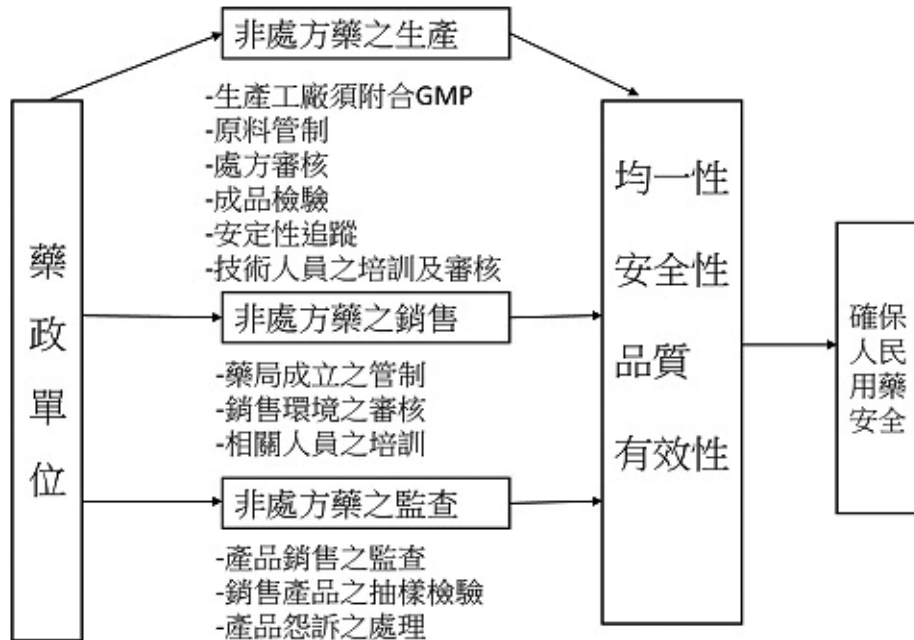 非處方藥之生產
-生產工廠須附合GMP
-原料管制
-處方審核
-成品檢驗
-安定性追蹤
-技術人員之培訓及審核
藥政單位
非處方藥之銷售
-藥局成立之管制
-銷售環境之審核
-相關人員之培訓
非處方藥之監查
-產品銷售之監查
-銷售產品之抽樣檢驗
-產品怨訴之處理
均一性
安全性
品質
有效性
確保
人民
用藥
安全